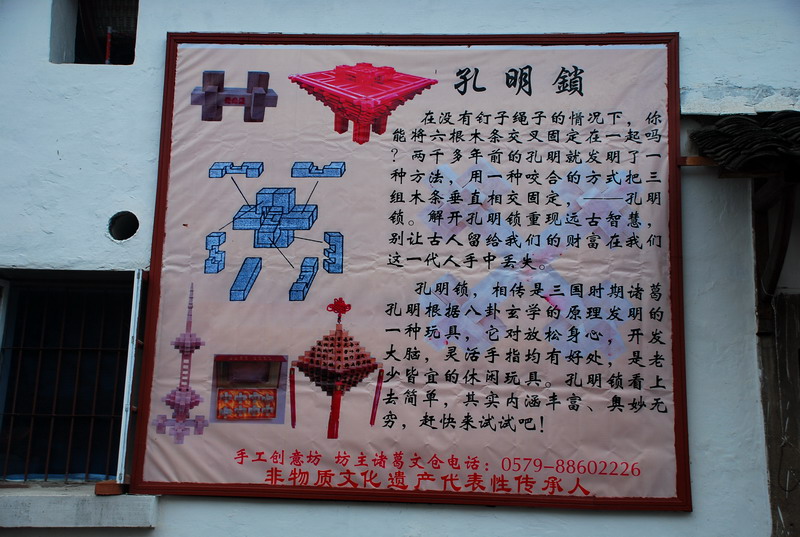 孔明鎖
在没有钉子绳子的情况下，你
能将六根木条交叉固定在一起吗
？两千多年前的孔明就发明了一
种方法，用一种咬合的方式把三
组木条垂直相交固定，——孔明
锁。解开孔明锁重现远古智慧，
别让古人留给我们的财富在我们
这一代人手中丢失。
孔明锁，相传是三国时期诸葛
孔明根据八卦玄学的原理发明的
一种玩具，它对放松身心，开发
大脑，灵活手指均有好处，是老
少皆宜的休闲玩具。孔明锁看上
去简单，其实内涵丰富、奥妙无
穷，赶快来试试吧！
手工创意坊 坊主诸葛文仓电话：0579-88602226
非物质文化遗产代表性传承人